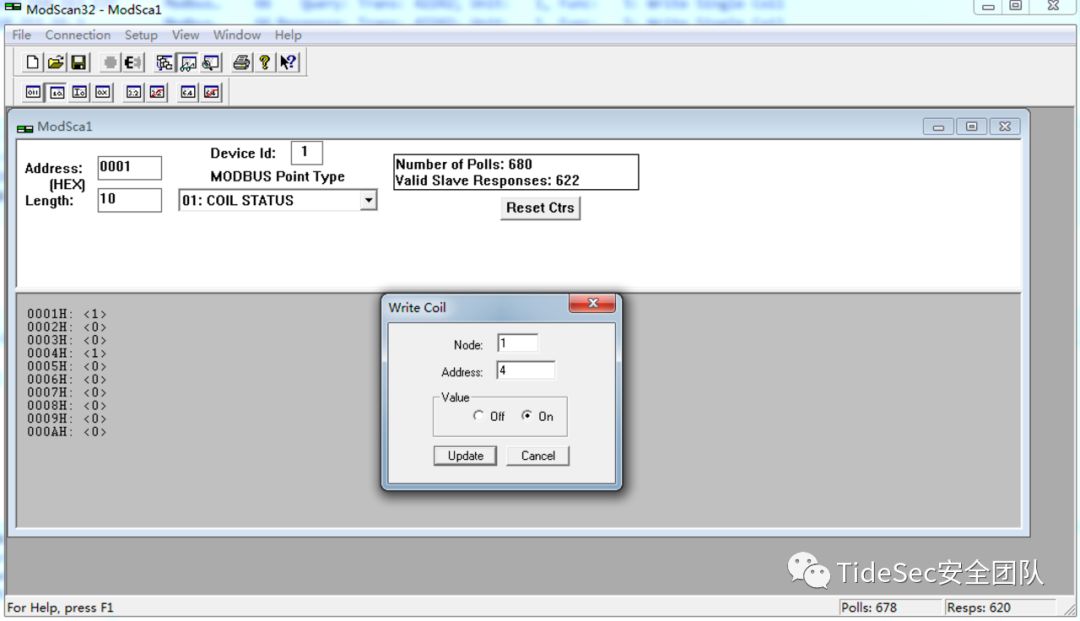 ModScan32 - ModSca1
File Connection Setup View Window Help
ModSca1
Address: 0001
(HEX)
Length: 10
Device Id: 1
MODBUS Point Type
01: COIL STATUS
Number of Polls: 680
Valid Slave Responses: 622
Reset Ctrs
0001H: <1>
0002H: <0>
0003H: <0>
0004H: <1>
0005H: <0>
0006H: <0>
0007H: <0>
0008H: <0>
0009H: <0>
000AH: <0>
Write Coil
Node: 1
Address: 4
Value
Off On
Update Cancel
TideSec安全团队
For Help, press F1 Polls: 678 Resps: 620